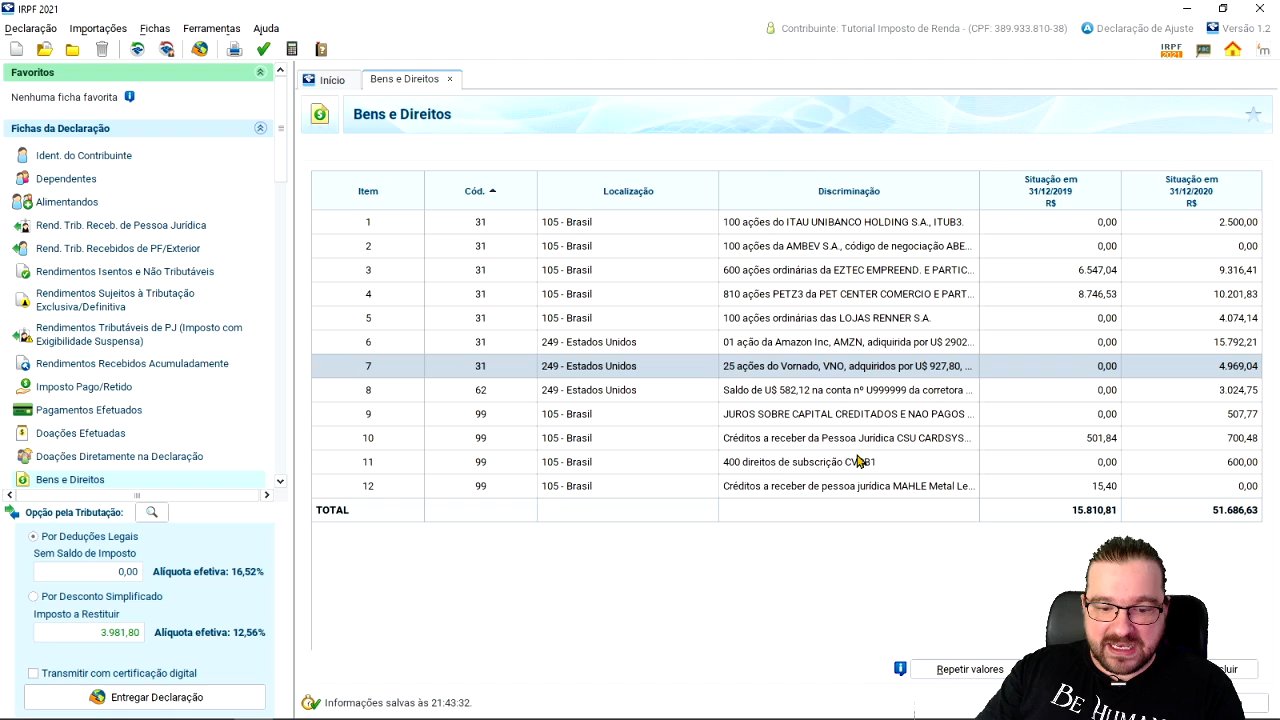 IRPF 2021
Declaração Importações Fichas Ferramentas Ajuda
Contribuinte: Tutorial Imposto de Renda - (CPF: 389.933.810-38) Declaração de Ajuste Versão 1.2
IRPF 2021
Favoritos
Nenhuma ficha favorita
Fichas da Declaração
Ident. do Contribuinte
Dependentes
Alimentandos
Rend. Trib. Receb. de Pessoa Jurídica
Rend. Trib. Recebidos de PF/Exterior
Rendimentos Isentos e Não Tributáveis
Rendimentos Sujeitos à Tributação
Exclusiva/Definitiva
Rendimentos Tributáveis de PJ (Imposto com
Exigibilidade Suspensa)
Rendimentos Recebidos Acumuladamente
Imposto Pago/Retido
Pagamentos Efetuados
Doações Efetuadas
Doações Diretamente na Declaração
Bens e Direitos
Opção pela Tributação:
Por Deduções Legais
Sem Saldo de Imposto
0,00 Alíquota efetiva: 16,52%
Por Desconto Simplificado
Imposto a Restituir
3.981,80 Alíquota efetiva: 12,56%
Transmitir com certificação digital
Entregar Declaração
Início Bens e Direitos ×
Bens e Direitos
Item Cód. Localização Discriminação Situação em 31/12/2019 R$ Situação em 31/12/2020 R$
1 31 105 - Brasil 100 ações do ITAU UNIBANCO HOLDING S.A., ITUB3. 0,00 2.500,00
2 31 105 - Brasil 100 ações da AMBEV S.A., código de negociação ABE... 0,00 0,00
3 31 105 - Brasil 600 ações ordinárias da EZTEC EMPREEND. E PARTIC... 6.547,04 9.316,41
4 31 105 - Brasil 810 ações PETZ3 da PET CENTER COMERCIO E PART... 8.746,53 10.201,83
5 31 105 - Brasil 100 ações ordinárias das LOJAS RENNER S.A. 0,00 4.074,14
6 31 249 - Estados Unidos 01 ação da Amazon Inc, AMZN, adiquirida por U$ 2902... 0,00 15.792,21
7 31 249 - Estados Unidos 25 ações do Vornado, VNO, adquiridos por U$ 927,80, ... 0,00 4.969,04
8 62 249 - Estados Unidos Saldo de U$ 582,12 na conta nº U999999 da corretora ... 0,00 3.024,75
9 99 105 - Brasil JUROS SOBRE CAPITAL CREDITADOS E NAO PAGOS ... 0,00 507,77
10 99 105 - Brasil Créditos a receber da Pessoa Jurídica CSU CARDSYS... 501,84 700,48
11 99 105 - Brasil 400 direitos de subscrição 0,00 600,00
12 99 105 - Brasil Créditos a receber de pessoa jurídica MAHLE Metal Le... 15,40 0,00
TOTAL 15.810,81 51.686,63
Repetir valores
Informações salvas às 21:43:32.
BE HUMAN